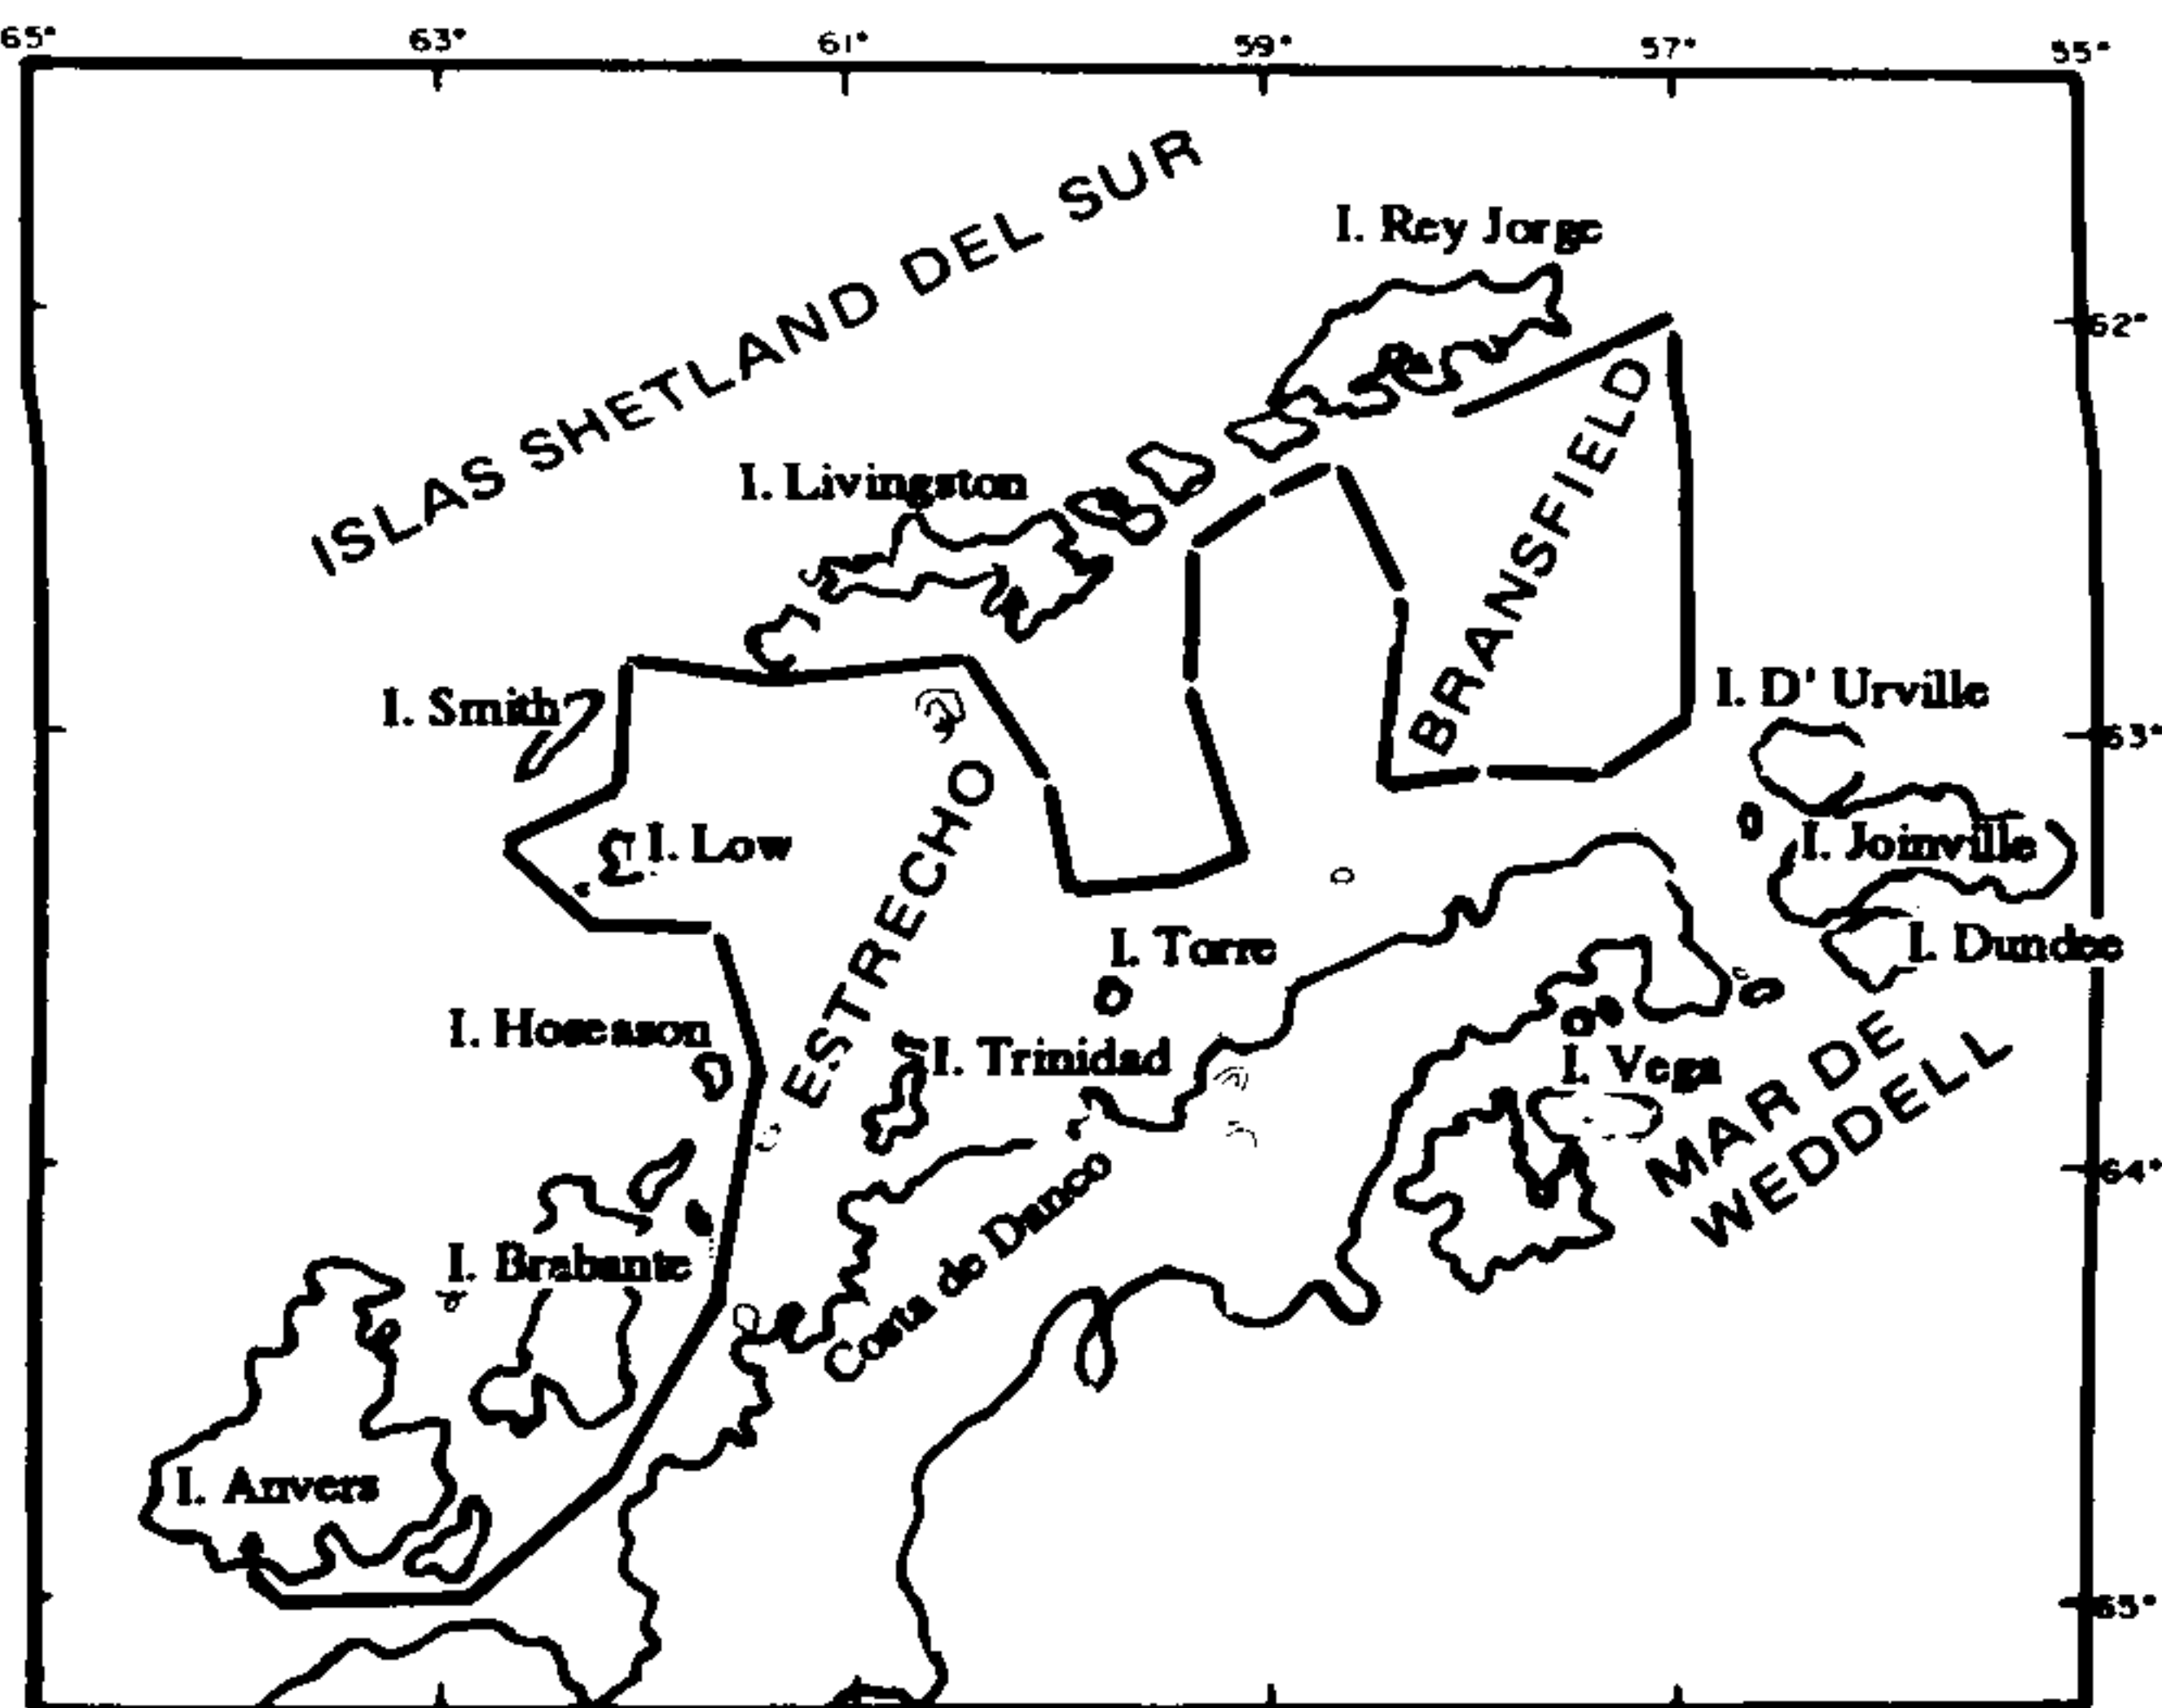 65° 63° 61° 59° 57° 55°
ISLAS SHETLAND DEL SUR
I. Rey Jorge
62°
I. Livingston
BRANSFIELD
I. Smith
I. D' Urville
63°
I. Low
I. Joinville
ESTRECHO
I. Torre
I. Dundee
I. Hoseason
I. Trinidad
I. Vega
MAR DE
WEDDELL
64°
Costa de Danco
I. Brabante
I. Anvers
65°